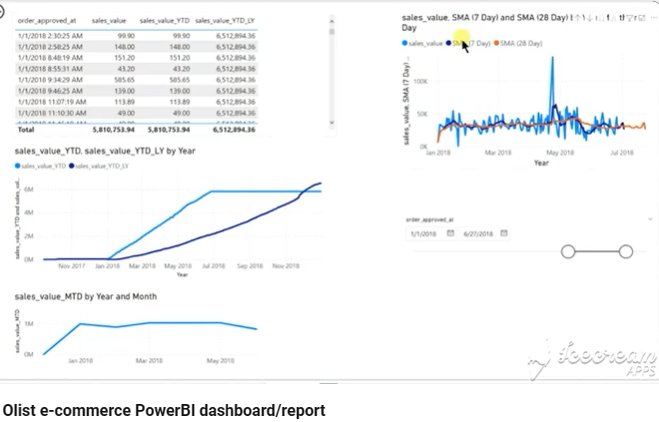 order_approved_at sales_value sales_value_YTD sales_value_YTD_LY
1/1/2018 2:30:25 AM 99.90 99.90 6,512,894.36
1/1/2018 2:58:25 AM 148.00 148.00 6,512,894.36
1/1/2018 8:48:19 AM 151.20 151.20 6,512,894.36
1/1/2018 8:55:31 AM 43.20 43.20 6,512,894.36
1/1/2018 9:34:29 AM 585.65 585.65 6,512,894.36
1/1/2018 9:46:25 AM 139.00 139.00 6,512,894.36
1/1/2018 11:07:19 AM 113.89 113.89 6,512,894.36
1/1/2018 11:10:30 AM 49.00 49.00 6,512,894.36
Total 5,810,753.94 5,810,753.94 6,512,894.36
sales_value_YTD, sales_value_YTD_LY by Year
sales_value_YTD sales_value_YTD_LY
6M
4M
2M
0M
Nov 2017 Jan 2018 Mar 2018 May 2018 Jul 2018 Sep 2018 Nov 2018
Year
sales_value_MTD by Year and Month
sales_value_MTD
1M
0M
Jan 2018 Mar 2018 May 2018
sales_value, SMA (7 Day) and SMA (28 Day)
Day
sales_value SMA (7 Day) SMA (28 Day)
sales_value, SMA (7 Day)...
100K
50K
0K
Jan 2018 Mar 2018 May 2018 Jul 2018
Year
order_approved_at
1/1/2018 6/27/2018
Icecream
APPS
Olist e-commerce PowerBI dashboard/report